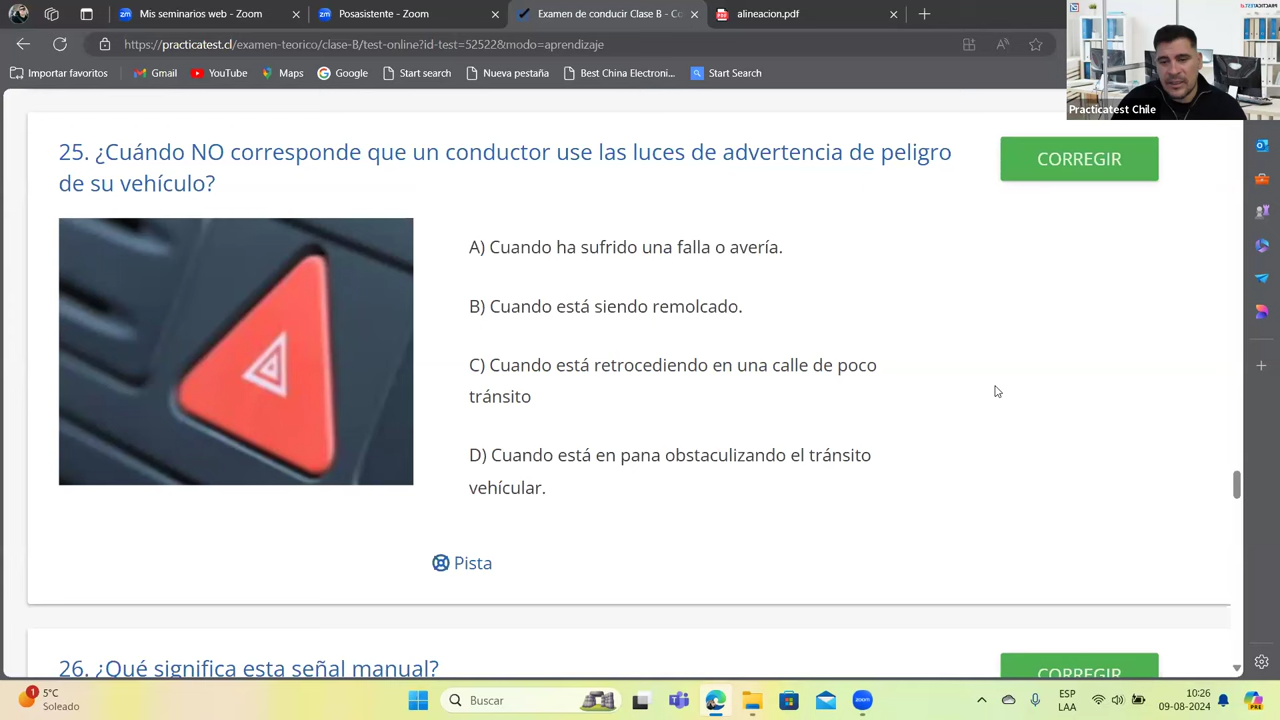 Mis seminarios web - Zoom
Posasistente - Zoom
Examen de conducir Clase B - Co
alineacion.pdf
https://practicatest.cl/examen-teorico/clase-B/test-online?id-test=52522&modo=aprendizaje
Importar favoritos
Gmail
YouTube
Maps
Google
Start search
Nueva pestaña
Best China Electroni...
Start Search
Practicatest Chile
25. ¿Cuándo NO corresponde que un conductor use las luces de advertencia de peligro
de su vehículo?
CORREGIR
A) Cuando ha sufrido una falla o avería.
B) Cuando está siendo remolcado.
C) Cuando está retrocediendo en una calle de poco
tránsito
D) Cuando está en pana obstaculizando el tránsito
vehícular.
Pista
26. ¿Qué significa esta señal manual?
CORREGIR
1
5°C
Soleado
Buscar
zoom
ESP
LAA
10:26
09-08-2024
PRE